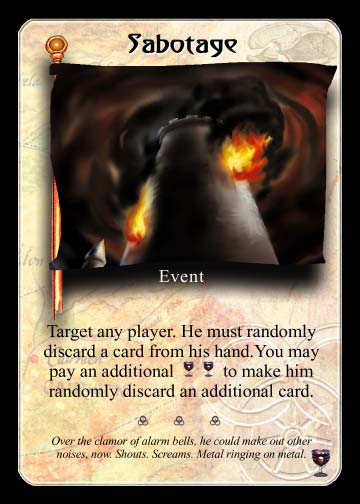 Sabotage
Event
Target any player. He must randomly
discard a card from his hand.You may
pay an additional to make him
randomly discard an additional card.
Over the clamor of alarm bells, he could make out other
noises, now. Shouts. Screams. Metal ringing on metal.